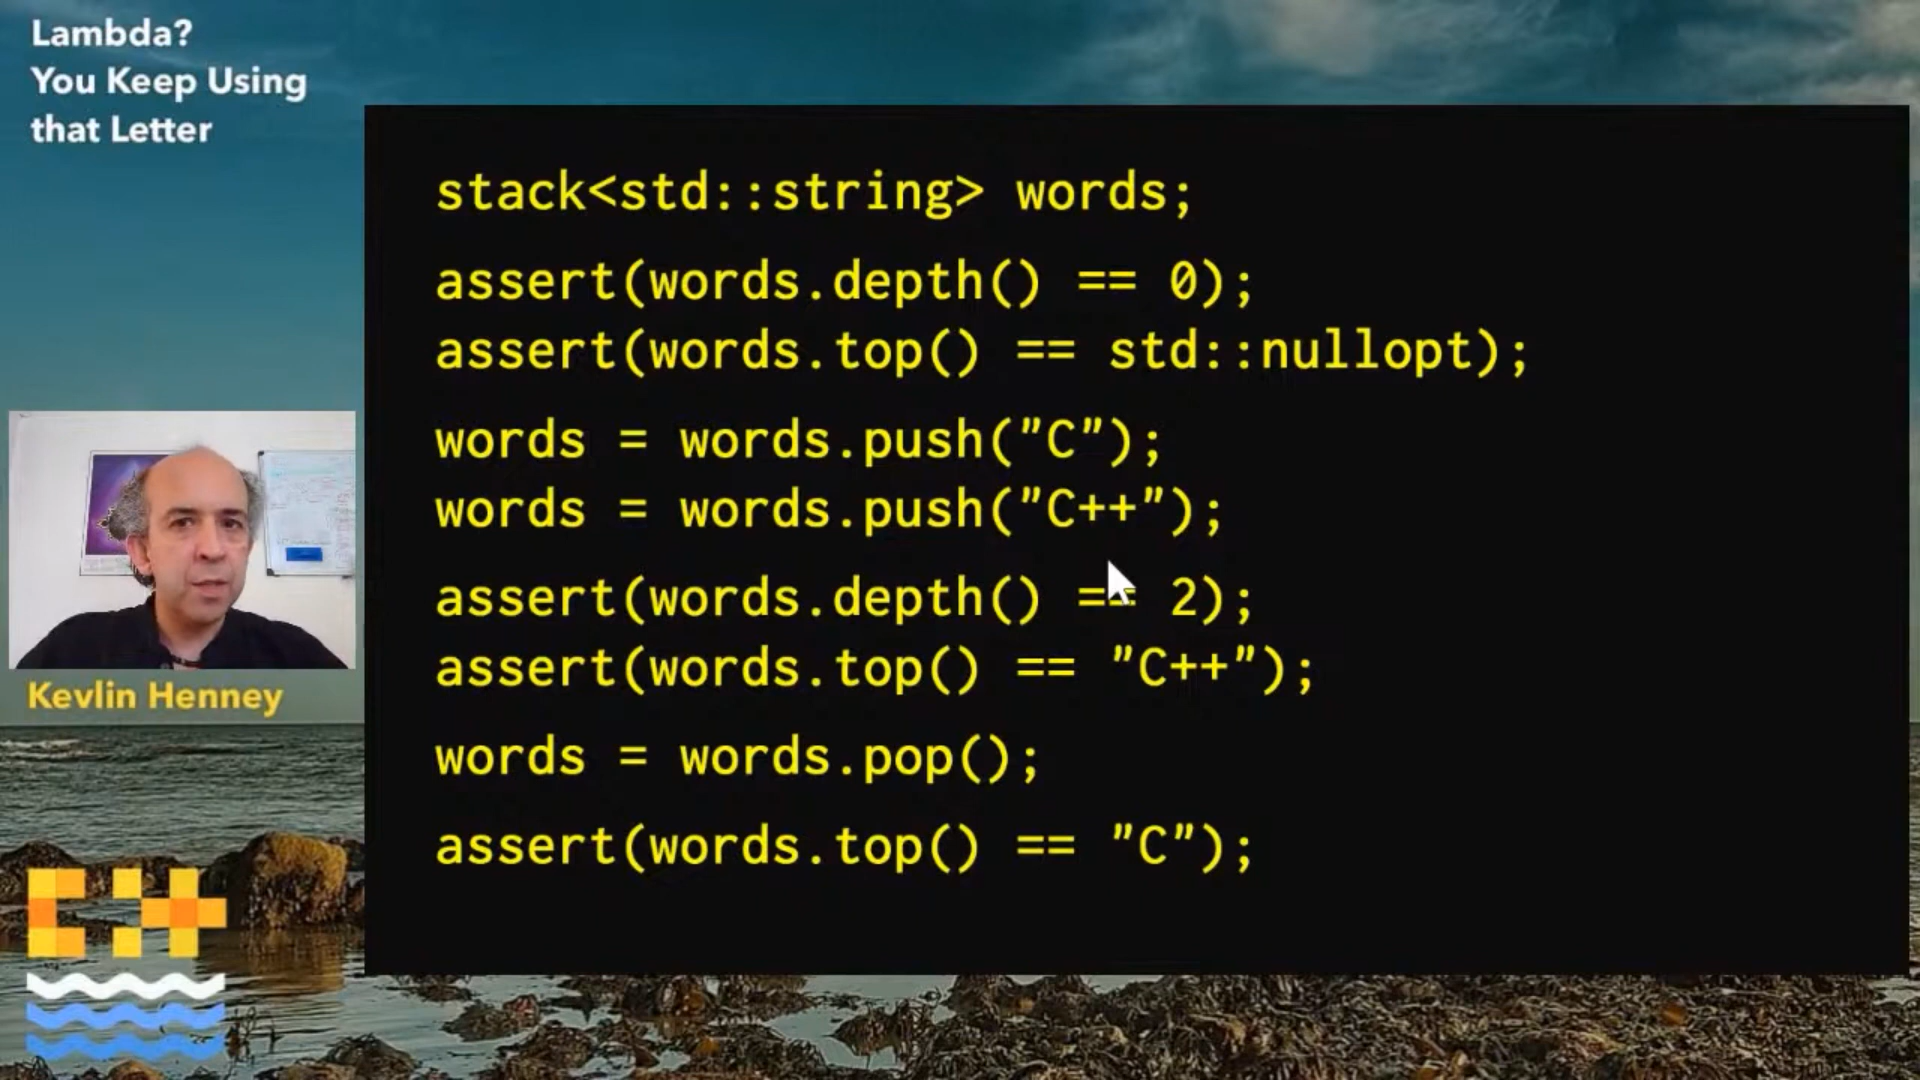 Lambda?
You Keep Using
that Letter
stack<std::string> words;
assert(words.depth() == 0);
assert(words.top() == std::nullopt);
words = words.push("C");
words = words.push("C++");
assert(words.depth() == 2);
assert(words.top() == "C++");
words = words.pop();
assert(words.top() == "C");
Kevlin Henney
C++